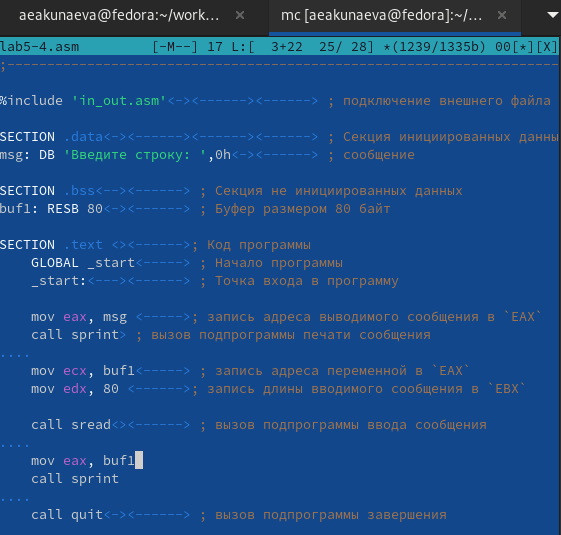 aeakunaeva@fedora:~/work... × mc [aeakunaeva@fedora]:~/... ×
lab5-4.asm [-M--] 17 L:[ 3+22 25/ 28] *(1239/1335b) 00[*][X]
;------------------------------------------------------------
%include 'in_out.asm'<-><------><------> ; подключение внешнего файла
SECTION .data<-><------><------><------> ; Секция инициированных данны
msg: DB 'Введите строку: ',0h<-><------> ; сообщение
SECTION .bss<--><------> ; Секция не инициированных данных
buf1: RESB 80<-><------> ; Буфер размером 80 байт
SECTION .text <><------>; Код программы
GLOBAL _start<-----> ; Начало программы
_start:<---><------> ; Точка входа в программу
mov eax, msg <----->; запись адреса выводимого сообщения в `EAX`
call sprint> ; вызов подпрограммы печати сообщения
....
mov ecx, buf1<----->; запись адреса переменной в `EAX`
mov edx, 80 <------>; запись длины вводимого сообщения в `EBX`
call sread<><------> ; вызов подпрограммы ввода сообщения
....
mov eax, buf1
call sprint
....
call quit<-><------> ; вызов подпрограммы завершения